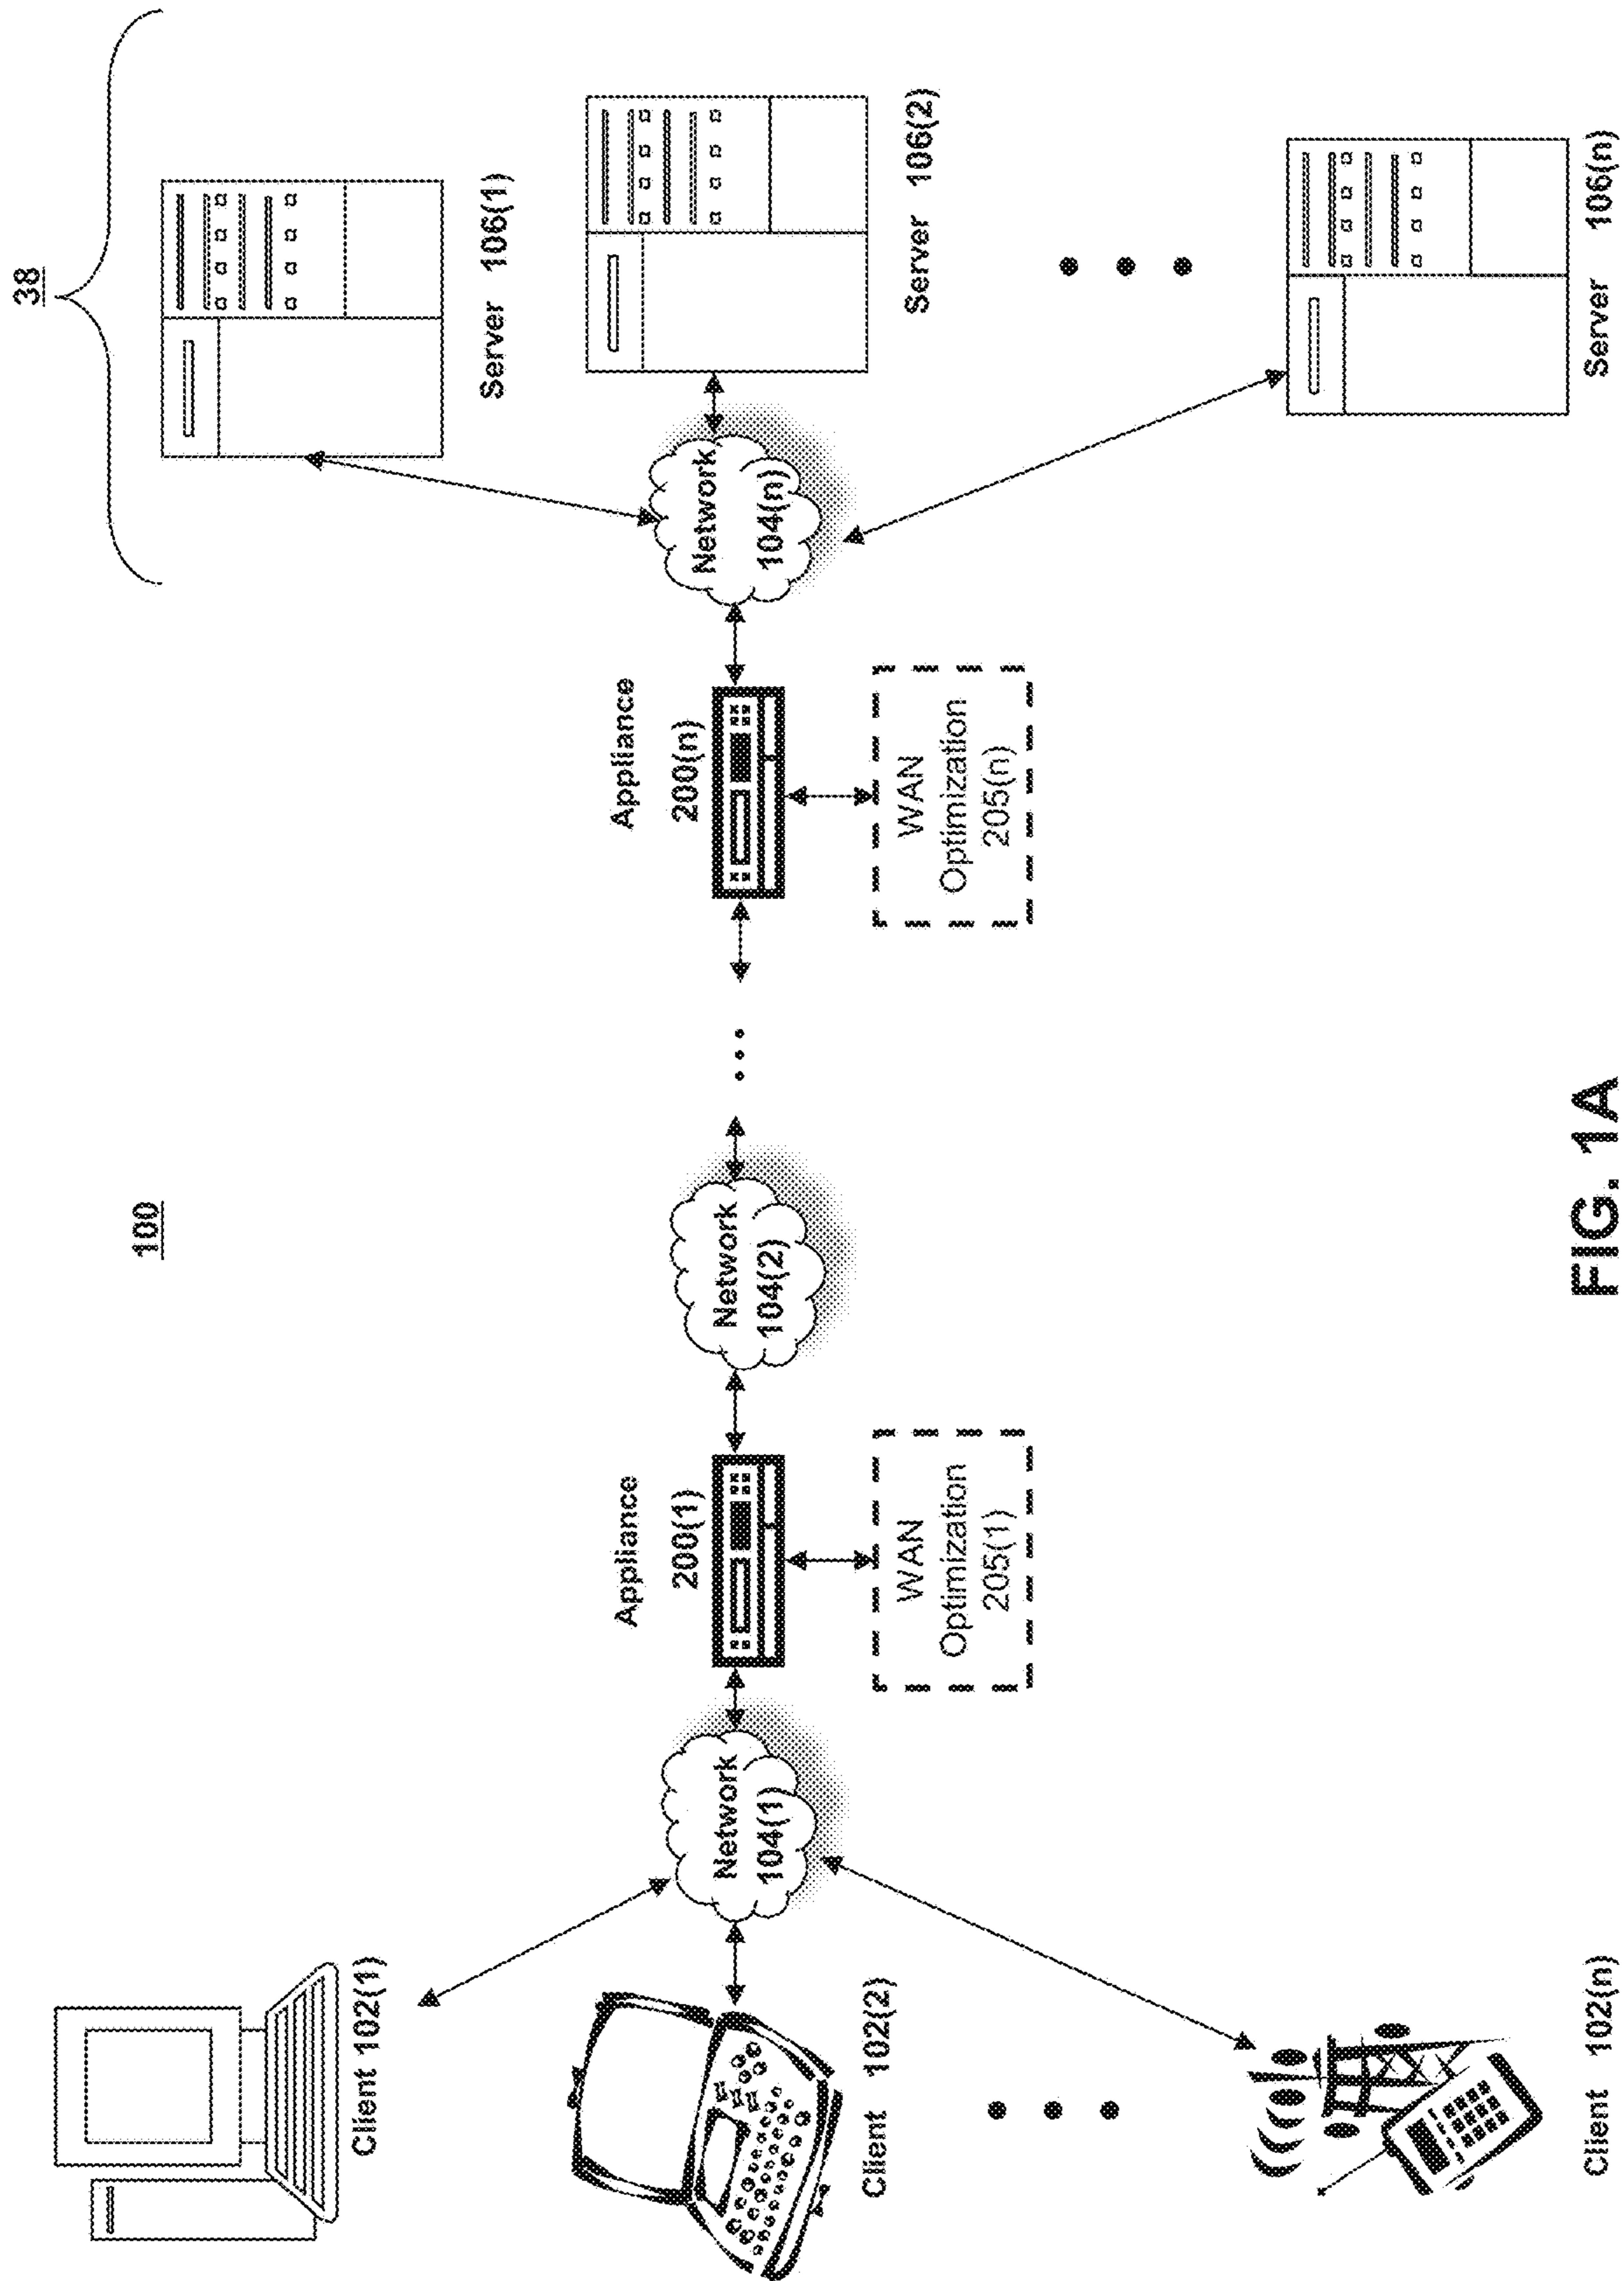 38
100
Client 102(1)
Client 102(2)
Client 102(n)
Network
104(1)
Appliance
200(1)
WAN
Optimization
205(1)
Network
104(2)
Appliance
200(n)
WAN
Optimization
205(n)
Network
104(n)
Server 106(1)
Server 106(2)
Server 106(n)
FIG. 1A